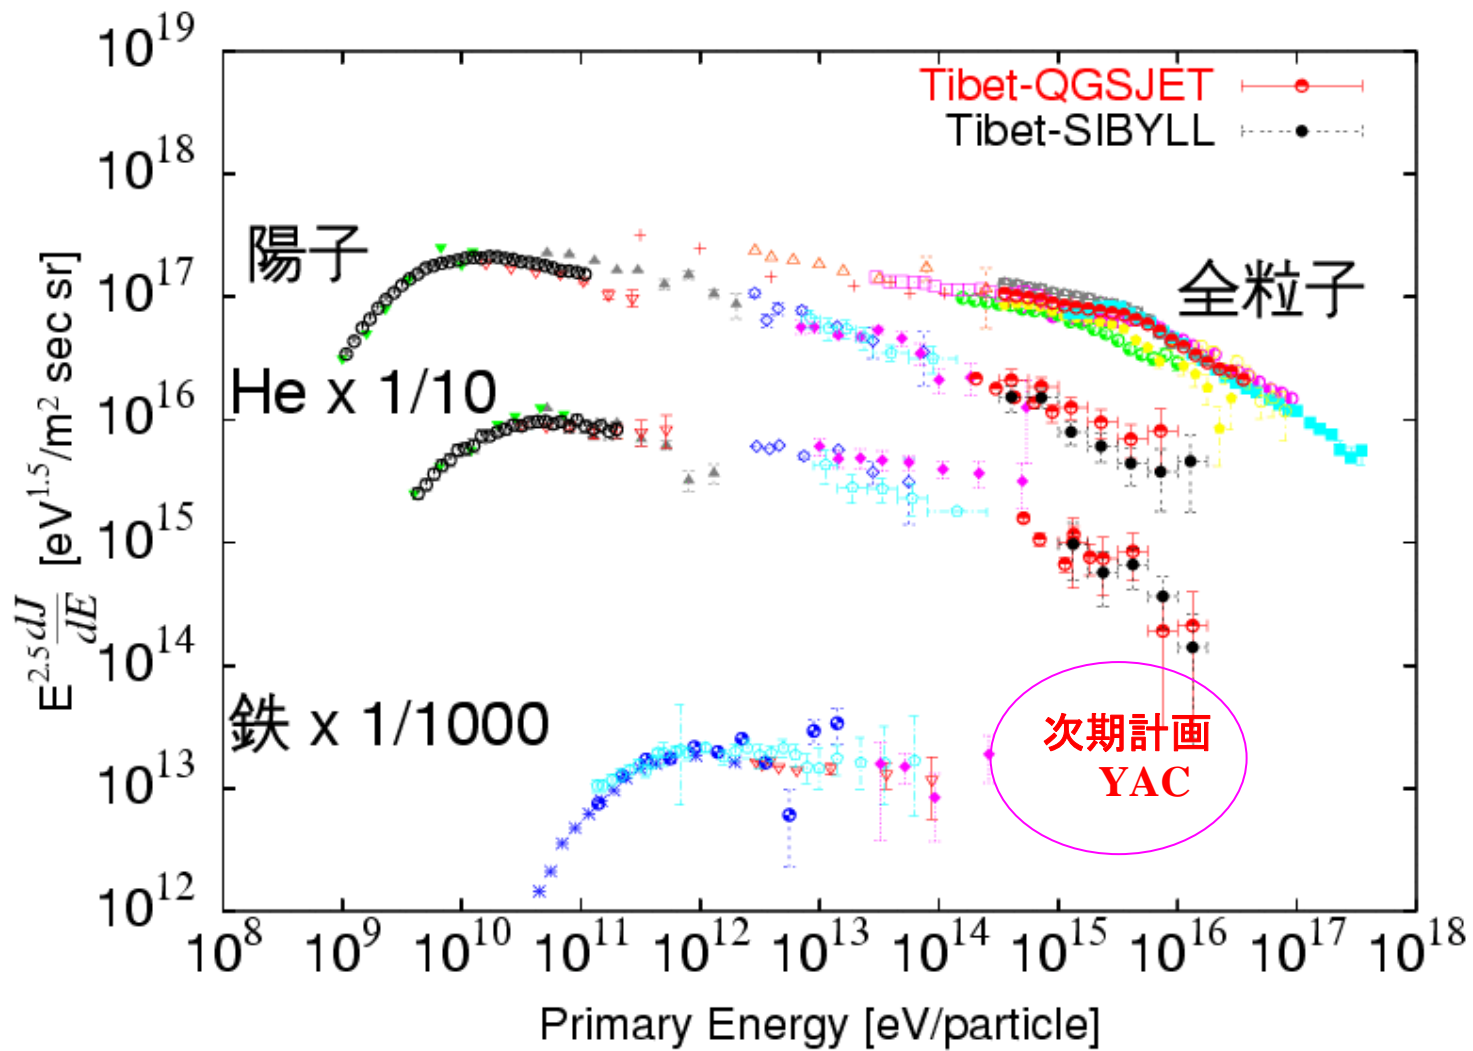 10^19
10^18
10^17
10^16
10^15
10^14
10^13
10^12
E^2.5 dJ/dE [eV^1.5/m^2 sec sr]
Tibet-QGSJET
Tibet-SIBYLL
陽子
全粒子
He x 1/10
鉄 x 1/1000
次期計画
YAC
10^8 10^9 10^10 10^11 10^12 10^13 10^14 10^15 10^16 10^17 10^18
Primary Energy [eV/particle]